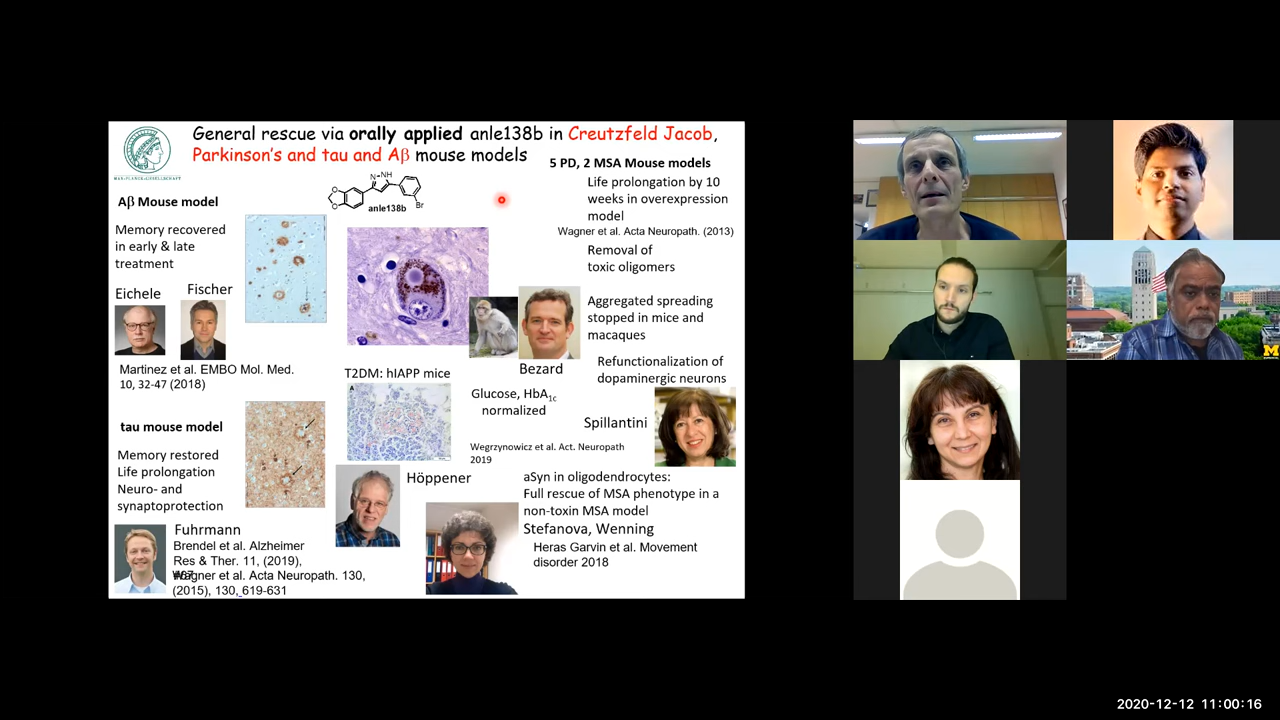 General rescue via orally applied anle138b in Creutzfeld Jacob,
Parkinson's and tau and Aβ mouse models
MAX-PLANCK-GESELLSCHAFT
5 PD, 2 MSA Mouse models
NH
N
O
O
Br
anle138b
Aβ Mouse model
Memory recovered
in early & late
treatment
Eichele
Fischer
Martinez et al. EMBO Mol. Med.
10, 32-47 (2018)
tau mouse model
Memory restored
Life prolongation
Neuro- and
synaptoprotection
Fuhrmann
Brendel et al. Alzheimer
Res & Ther. 11, (2019),
Wagner et al. Acta Neuropath. 130,
(2015), 130, 619-631
T2DM: hIAPP mice
A
Glucose, HbA1c
normalized
Wegrzynowicz et al. Act. Neuropath
2019
Höppener
Life prolongation by 10
weeks in overexpression
model
Wagner et al. Acta Neuropath. (2013)
Removal of
toxic oligomers
Aggregated spreading
stopped in mice and
macaques
Bezard
Refunctionalization of
dopaminergic neurons
Spillantini
aSyn in oligodendrocytes:
Full rescue of MSA phenotype in a
non-toxin MSA model
Stefanova, Wenning
Heras Garvin et al. Movement
disorder 2018
M
2020-12-12 11:00:16